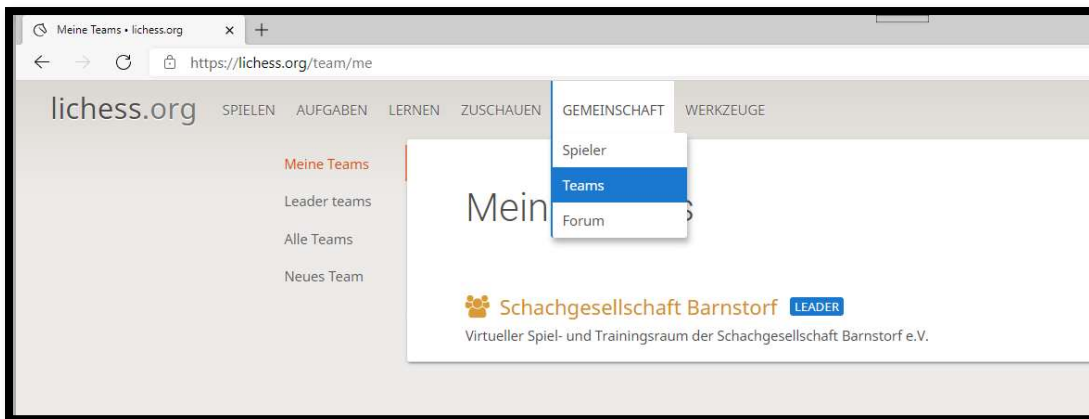 Meine Teams • lichess.org
https://lichess.org/team/me
lichess.org SPIELEN AUFGABEN LERNEN ZUSCHAUEN GEMEINSCHAFT WERKZEUGE
Spieler
Teams
Forum
Meine Teams
Leader teams
Alle Teams
Neues Team
Schachgesellschaft Barnstorf LEADER
Virtueller Spiel- und Trainingsraum der Schachgesellschaft Barnstorf e.V.